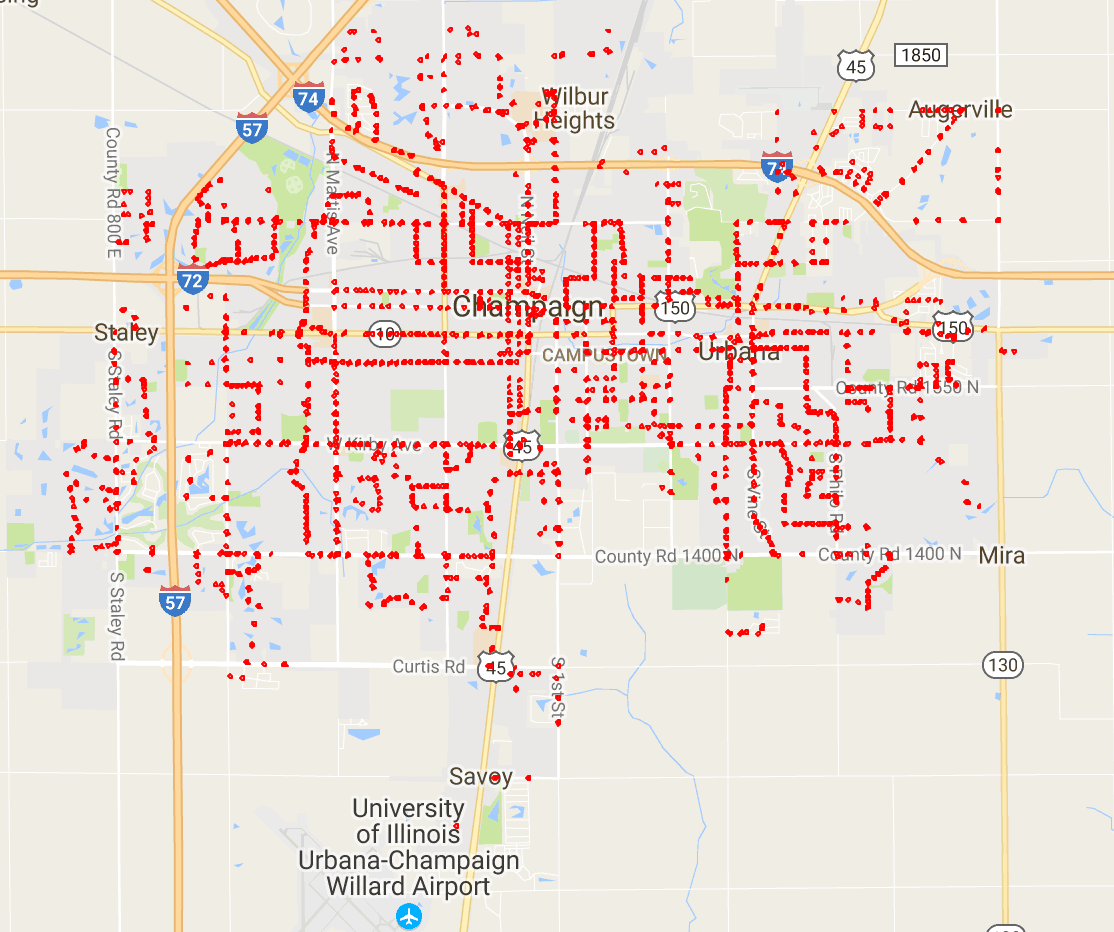 74
57
Wilbur
Heights
45
1850
Augerville
74
County Rd 800 E
N Mattis Ave
72
Champaign
150
Staley
10
CAMPUSTOWN
Urbana
150
County Rd 1550 N
S Staley Rd
W Kirby Ave
45
S Vine St
S Philo Rd
County Rd 1400 N
County Rd 1400 N
Mira
57
S Staley Rd
Curtis Rd
45
S 1st St
130
Savoy
University
of Illinois
Urbana-Champaign
Willard Airport